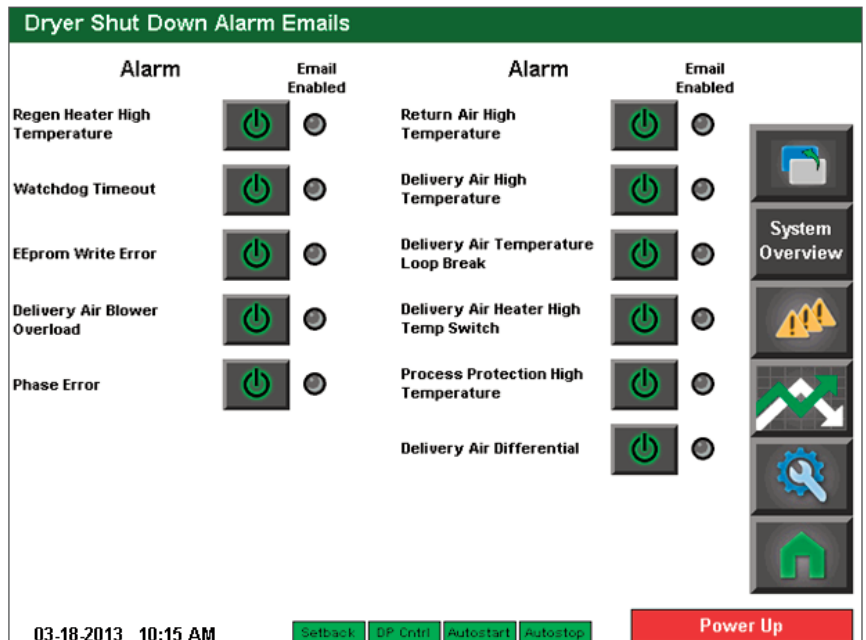 Dryer Shut Down Alarm Emails
Alarm
Email
Enabled
Regen Heater High
Temperature
Watchdog Timeout
EEprom Write Error
Delivery Air Blower
Overload
Phase Error
Alarm
Email
Enabled
Return Air High
Temperature
Delivery Air High
Temperature
Delivery Air Temperature
Loop Break
Delivery Air Heater High
Temp Switch
Process Protection High
Temperature
Delivery Air Differential
System
Overview
03-18-2013 10:15 AM
Setback
DP Cntrl
Autostart
Autostop
Power Up